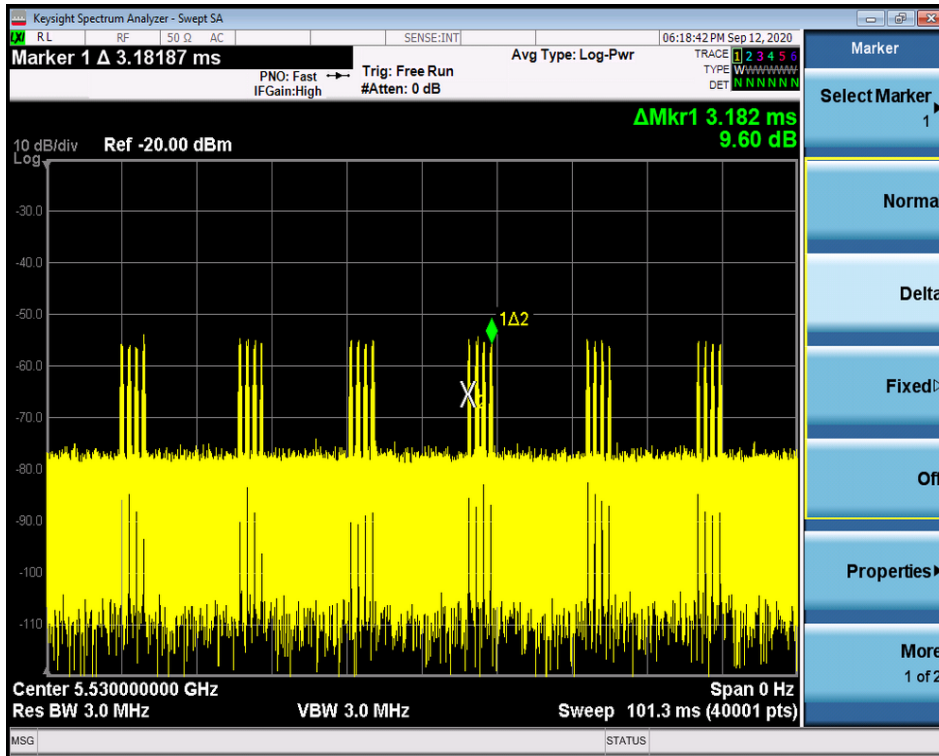 Keysight Spectrum Analyzer - Swept SA
LXI RL RF 50 Ω AC SENSE:INT 06:18:42 PM Sep 12, 2020
Marker 1 Δ 3.18187 ms
Avg Type: Log-Pwr
TRACE 1 2 3 4 5 6
TYPE WWWWWW
DET N N N N N N
PNO: Fast
IFGain:High
Trig: Free Run
#Atten: 0 dB
ΔMkr1 3.182 ms
9.60 dB
10 dB/div Ref -20.00 dBm
Log
-30.0
-40.0
-50.0
-60.0
-70.0
-80.0
-90.0
-100
-110
1Δ2
X2
Center 5.530000000 GHz Span 0 Hz
Res BW 3.0 MHz VBW 3.0 MHz Sweep 101.3 ms (40001 pts)
MSG STATUS
Marker
Select Marker
1
Norma
Delta
Fixed
Off
Properties
More
1 of 2